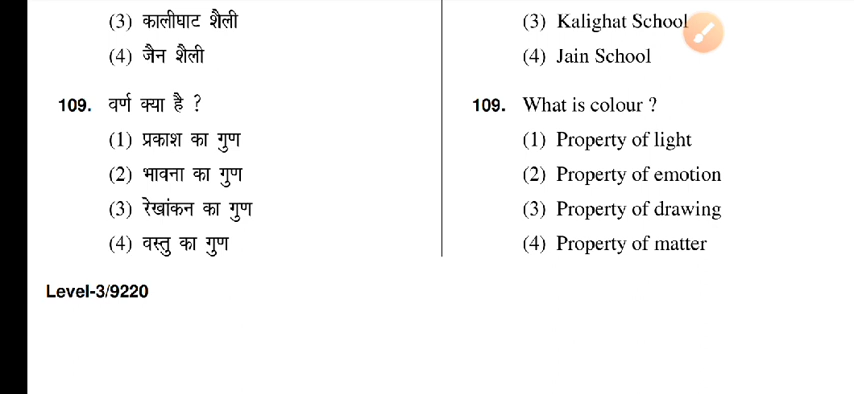 (3) कालीघाट शैली
(4) जैन शैली
109. वर्ण क्या है ?
(1) प्रकाश का गुण
(2) भावना का गुण
(3) रेखांकन का गुण
(4) वस्तु का गुण
Level-3/9220
(3) Kalighat School
(4) Jain School
109. What is colour ?
(1) Property of light
(2) Property of emotion
(3) Property of drawing
(4) Property of matter